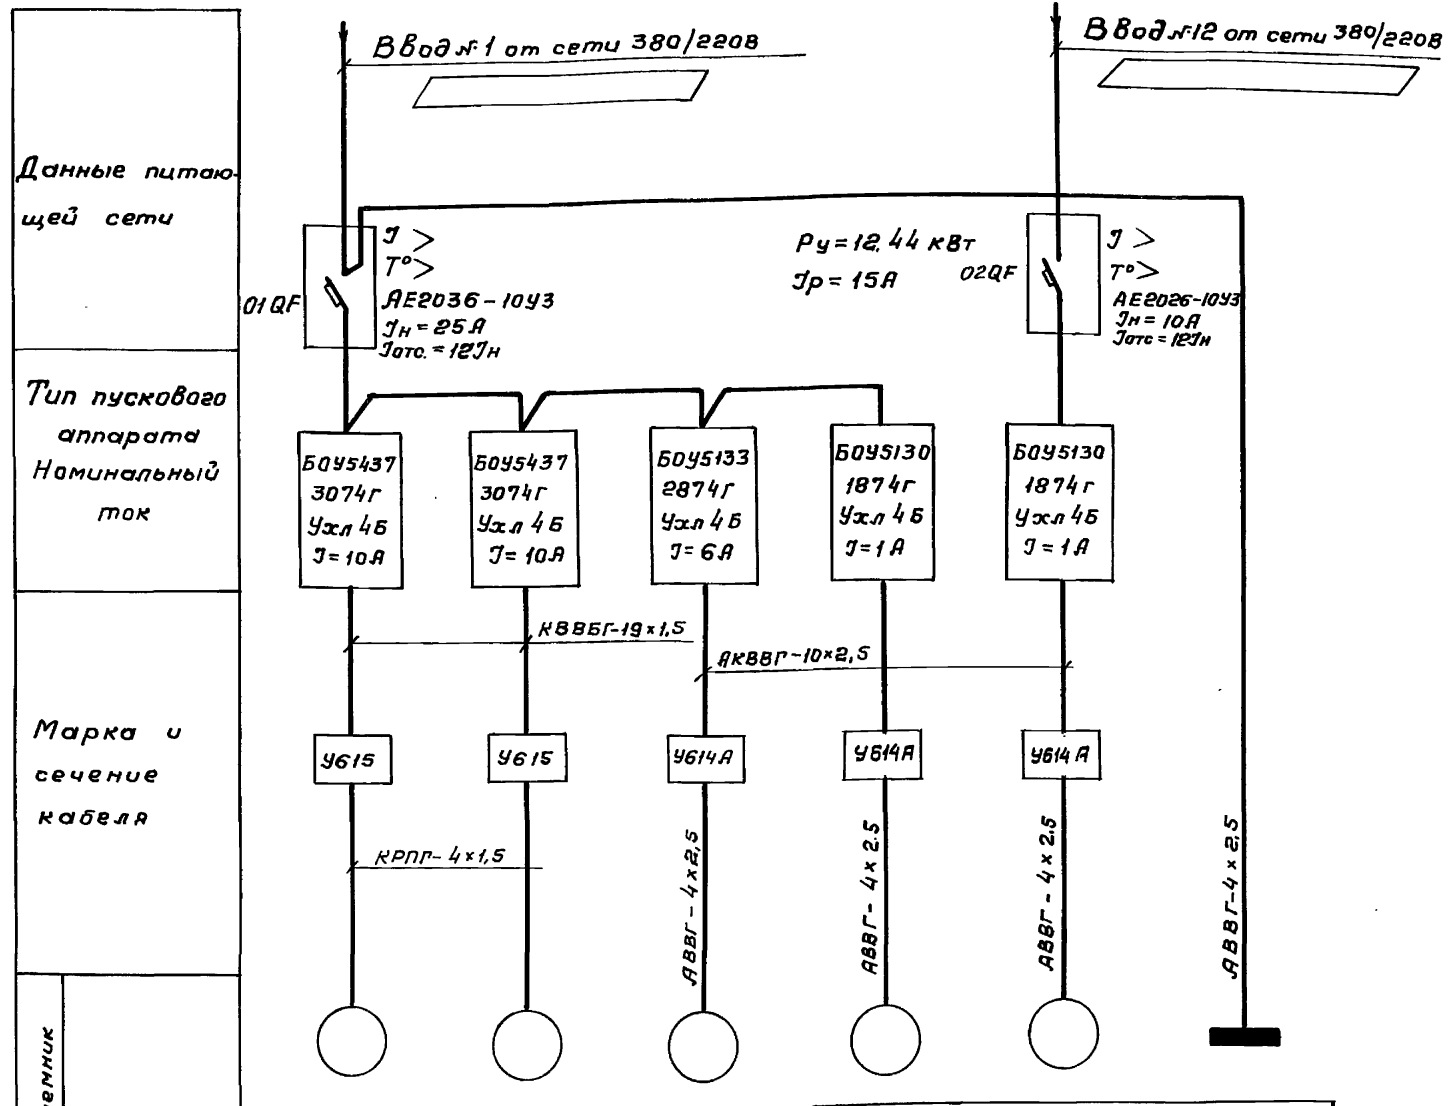 Ввод №1 от сети 380/220В
Ввод №12 от сети 380/220В
Данные питаю-
щей сети
01QF
I >
T° >
АЕ2036-10У3
Iн = 25А
Iотс. = 12Iн
Ру = 12.44 кВт
Iр = 15А
02QF
I >
T° >
АЕ2026-10У3
Iн = 10А
Iотс = 12Iн
Тип пускового
аппарата
Номинальный
ток
БОУ5437
3074г
Ухл 4Б
I = 10А
БОУ5437
3074г
Ухл 4Б
I = 10А
БОУ5133
2874г
Ухл 4Б
I = 6А
БОУ5130
1874г
Ухл 4Б
I = 1А
БОУ5130
1874г
Ухл 4Б
I = 1А
Марка и
сечение
кабеля
КВВБГ-19×1,5
АКВВГ-10×2,5
У615
У615
У614А
У614А
У614А
КРПГ-4×1,5
АВВГ-4×2,5
АВВГ-4×2.5
АВВГ-4×2.5
АВВГ-4×2,5
емник